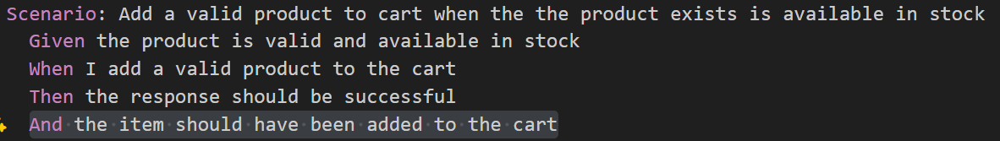 Scenario: Add a valid product to cart when the the product exists is available in stock
Given the product is valid and available in stock
When I add a valid product to the cart
Then the response should be successful
And the item should have been added to the cart